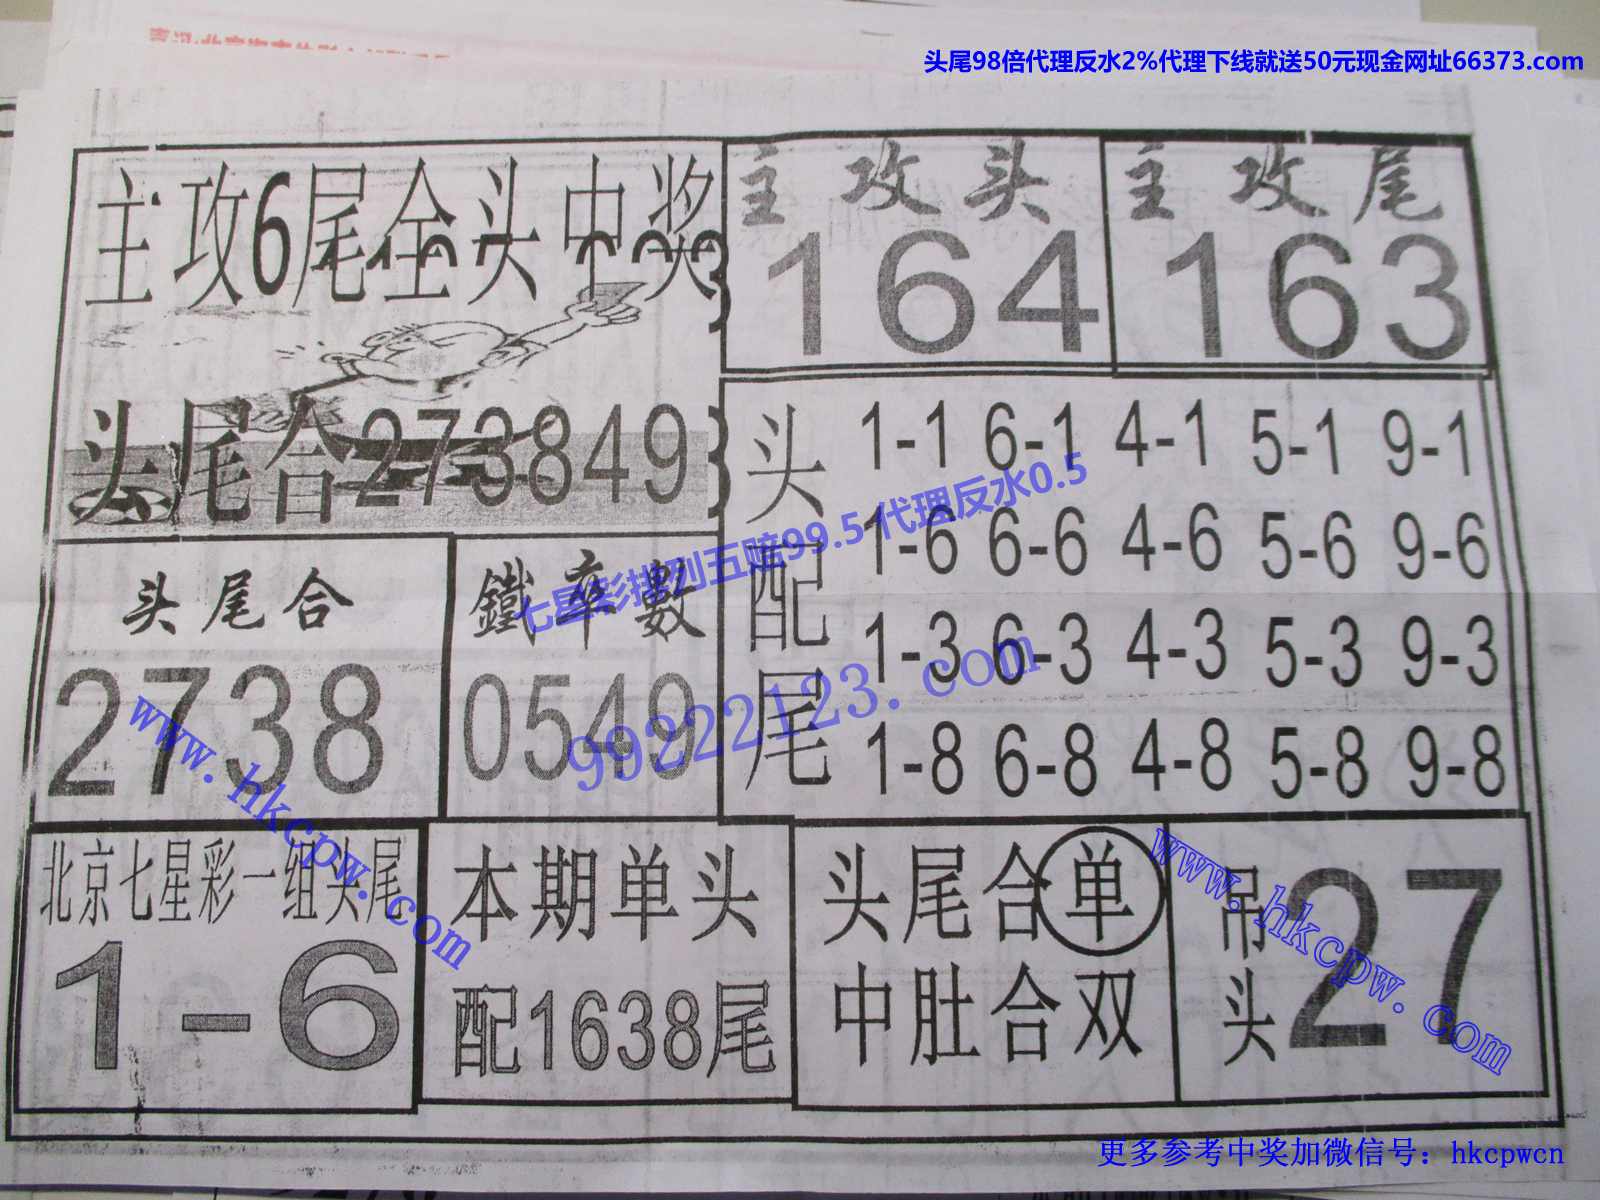 头尾98倍代理反水2%代理下线就送50元现金网址66373.com
主攻6尾全头中奖
主攻头
164
主攻尾
163
头尾合273849
头尾合
2738
鐵率數
0549
头配尾
1-1 6-1 4-1 5-1 9-1
1-6 6-6 4-6 5-6 9-6
1-3 6-3 4-3 5-3 9-3
1-8 6-8 4-8 5-8 9-8
七星彩排列五赔99.5代理反水0.5
99222123.com
www.hkcpw.com
北京七星彩一组头尾
1-6
本期单头
配1638尾
头尾合单
中肚合双
吊头
27
www.hkcpw.com
更多参考中奖加微信号：hkcpwcn